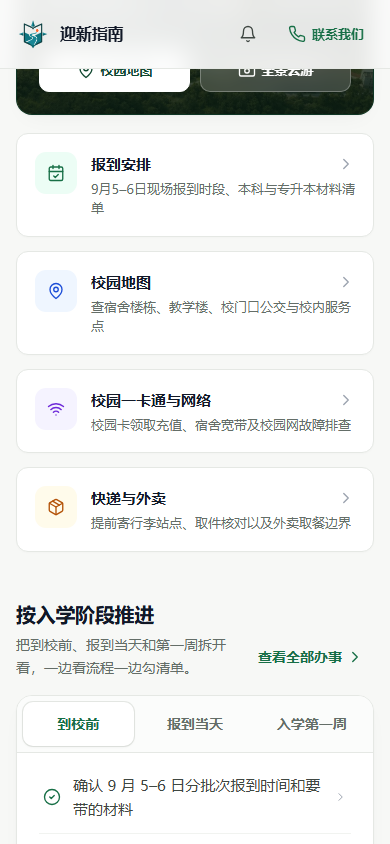 迎新指南
联系我们
校园地图
全景云游
报到安排
9月5–6日现场报到时段、本科与专升本材料清
单
校园地图
查宿舍楼栋、教学楼、校门口公交与校内服务
点
校园一卡通与网络
校园卡领取充值、宿舍宽带及校园网故障排查
快递与外卖
提前寄行李站点、取件核对以及外卖取餐边界
按入学阶段推进
把到校前、报到当天和第一周拆开
看，一边看流程一边勾清单。
查看全部办事
到校前
报到当天
入学第一周
确认 9 月 5–6 日分批次报到时间和要
带的材料